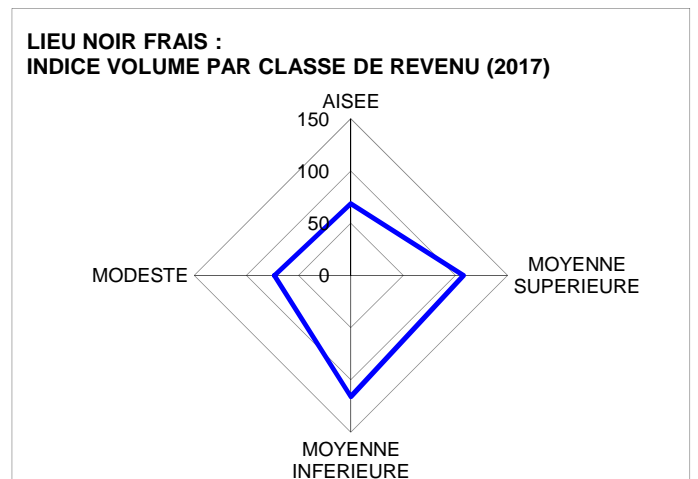 LIEU NOIR FRAIS :
INDICE VOLUME PAR CLASSE DE REVENU (2017)
AISEE
150
100
50
0
MODESTE
MOYENNE
SUPERIEURE
MOYENNE
INFERIEURE